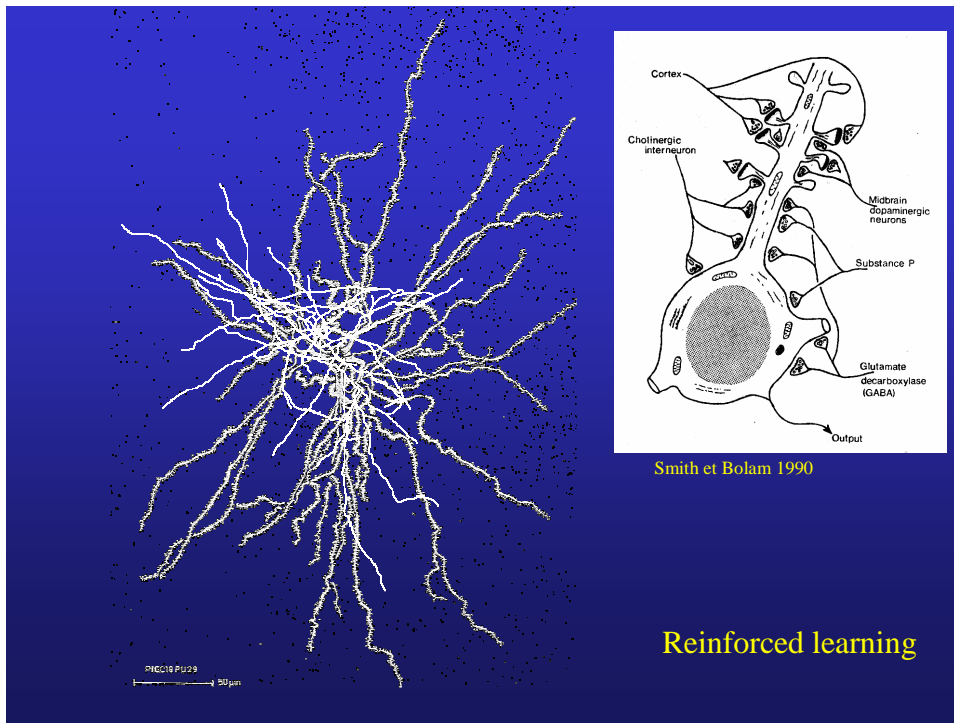 Cortex
Cholinergic
interneuron
Midbrain
dopaminergic
neurons
Substance P
Glutamate
decarboxylase
(GABA)
Output
Smith et Bolam 1990
Reinforced learning
50µm